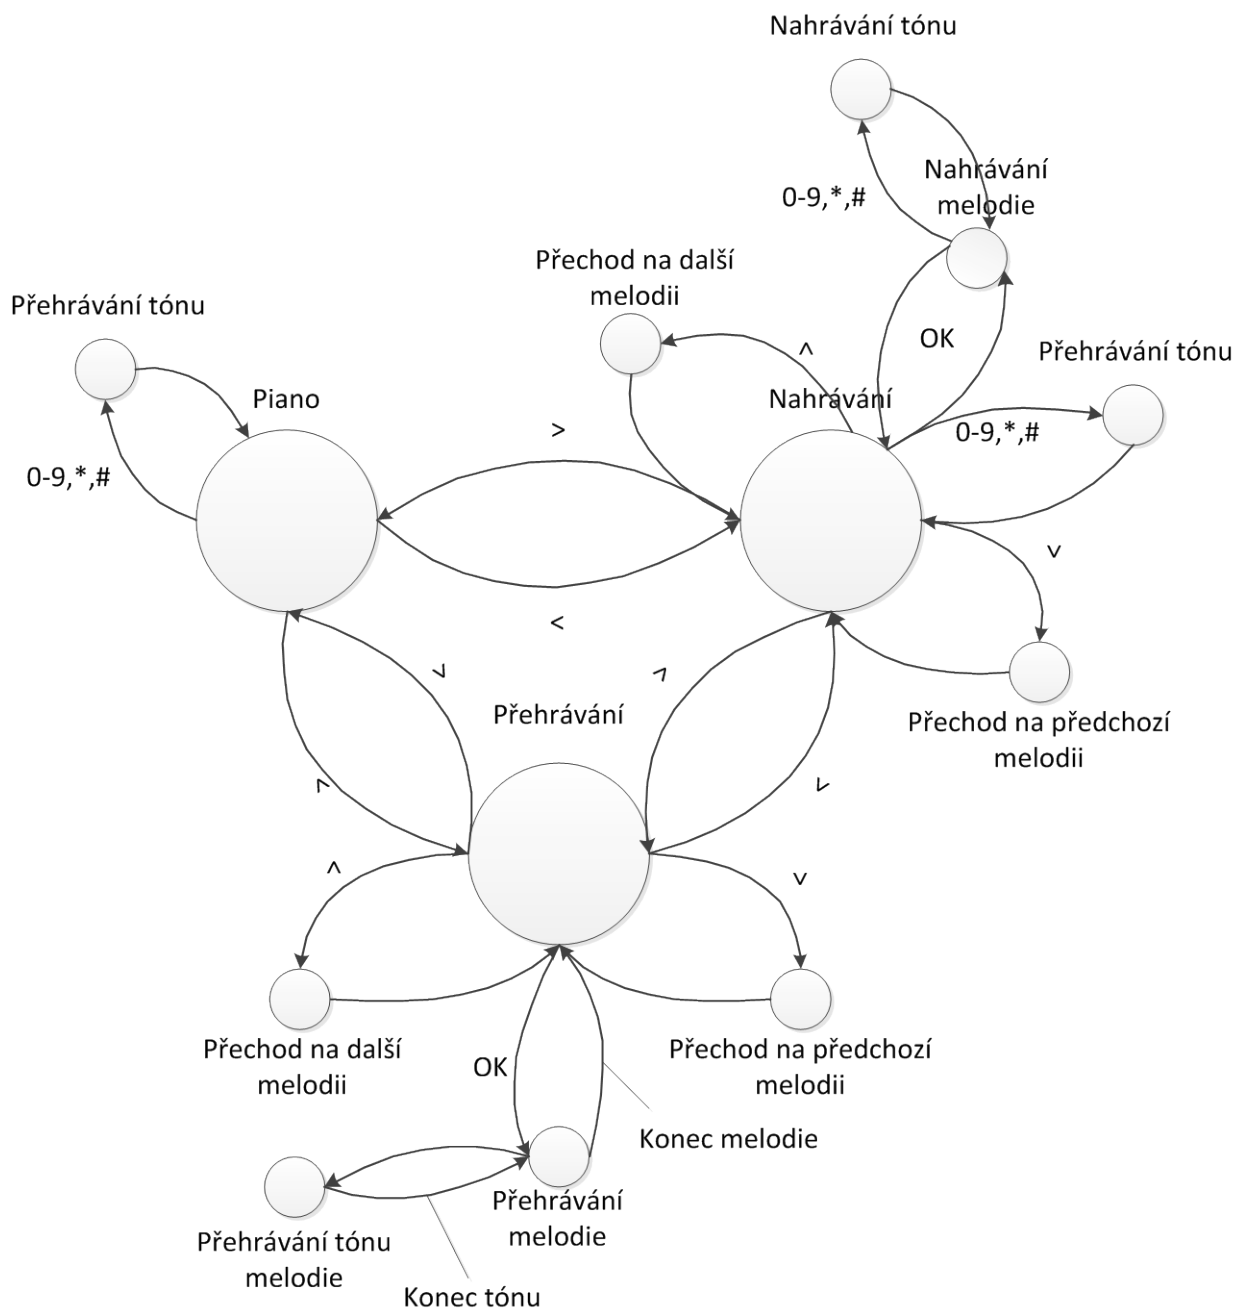 Nahrávání tónu
Nahrávání
melodie
0-9,*,#
Přechod na další
melodii
Přehrávání tónu
OK
Přehrávání tónu
^
Piano
Nahrávání
>
0-9,*,#
0-9,*,#
v
<
v
^
Přehrávání
Přechod na předchozí
melodii
^
v
^
v
Přechod na další
melodii
Přechod na předchozí
melodii
OK
Konec melodie
Přehrávání
melodie
Přehrávání tónu
melodie
Konec tónu